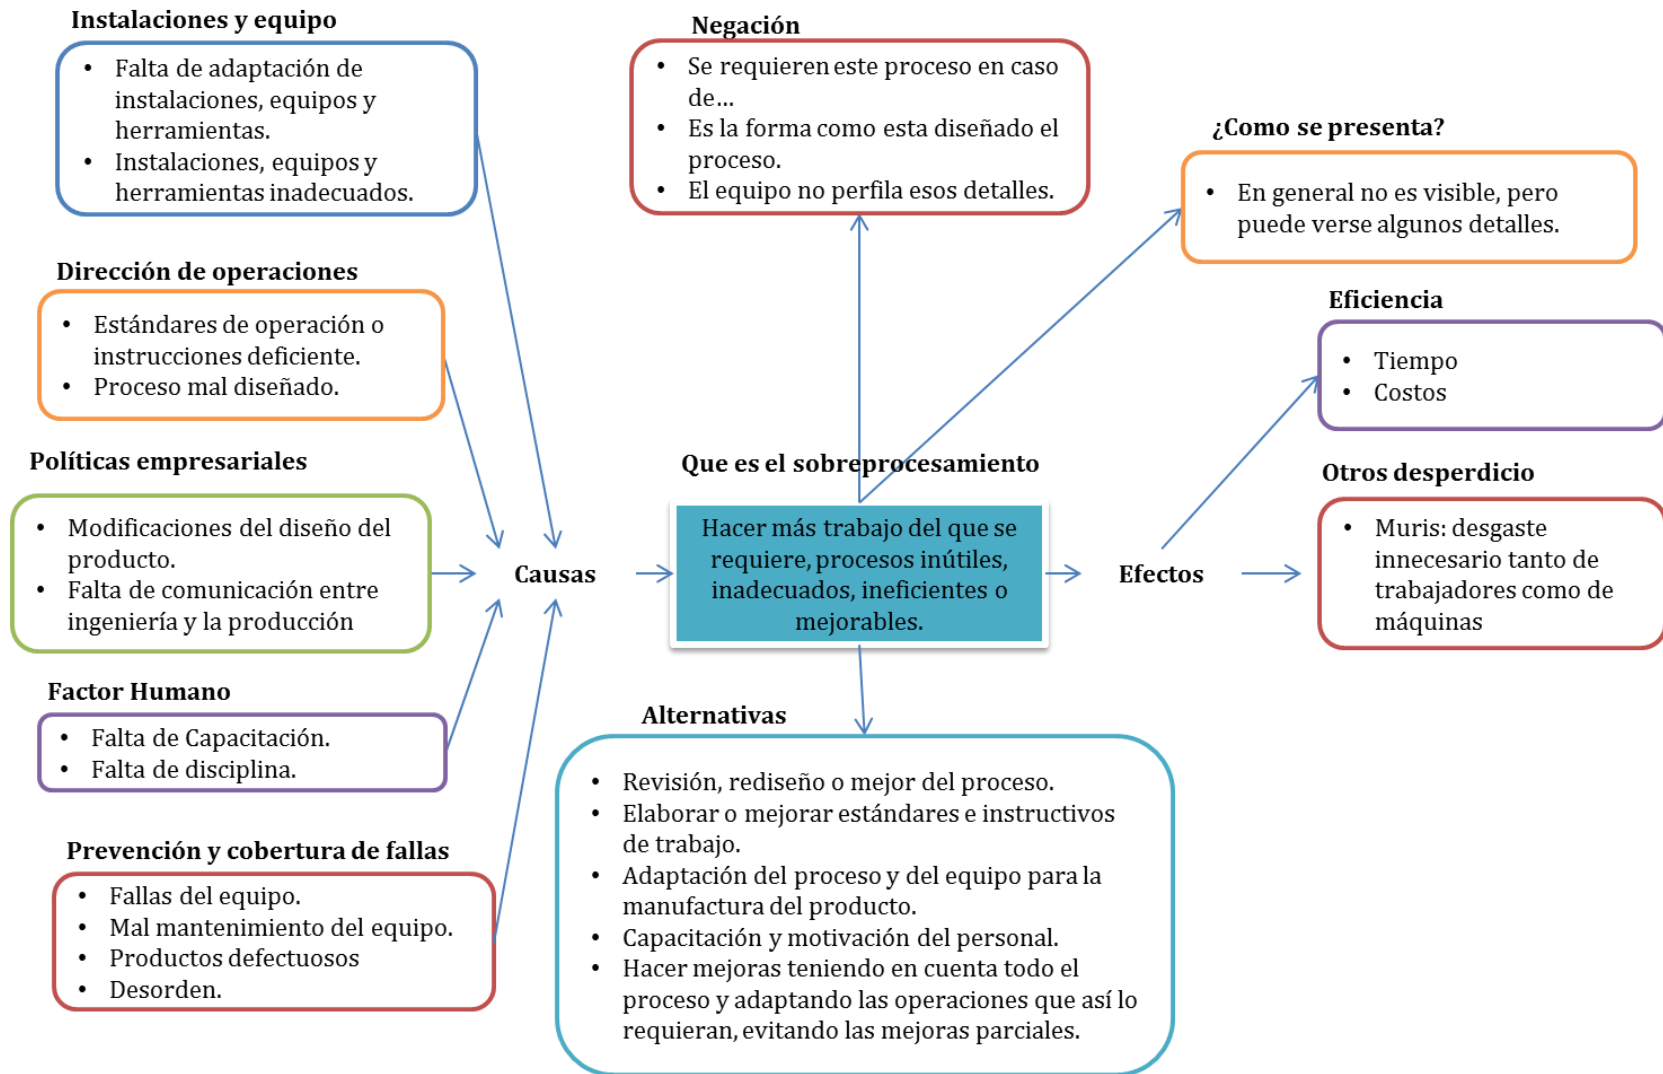 Instalaciones y equipo
• Falta de adaptación de
instalaciones, equipos y
herramientas.
• Instalaciones, equipos y
herramientas inadecuados.
Dirección de operaciones
• Estándares de operación o
instrucciones deficiente.
• Proceso mal diseñado.
Políticas empresariales
• Modificaciones del diseño del
producto.
• Falta de comunicación entre
ingeniería y la producción
Factor Humano
• Falta de Capacitación.
• Falta de disciplina.
Prevención y cobertura de fallas
• Fallas del equipo.
• Mal mantenimiento del equipo.
• Productos defectuosos
• Desorden.
Causas
Negación
• Se requieren este proceso en caso
de...
• Es la forma como esta diseñado el
proceso.
• El equipo no perfila esos detalles.
Que es el sobreprocesamiento
Hacer más trabajo del que se
requiere, procesos inútiles,
inadecuados, ineficientes o
mejorables.
Alternativas
• Revisión, rediseño o mejor del proceso.
• Elaborar o mejorar estándares e instructivos
de trabajo.
• Adaptación del proceso y del equipo para la
manufactura del producto.
• Capacitación y motivación del personal.
• Hacer mejoras teniendo en cuenta todo el
proceso y adaptando las operaciones que así lo
requieran, evitando las mejoras parciales.
¿Como se presenta?
• En general no es visible, pero
puede verse algunos detalles.
Efectos
Eficiencia
• Tiempo
• Costos
Otros desperdicio
• Muris: desgaste
innecesario tanto de
trabajadores como de
máquinas